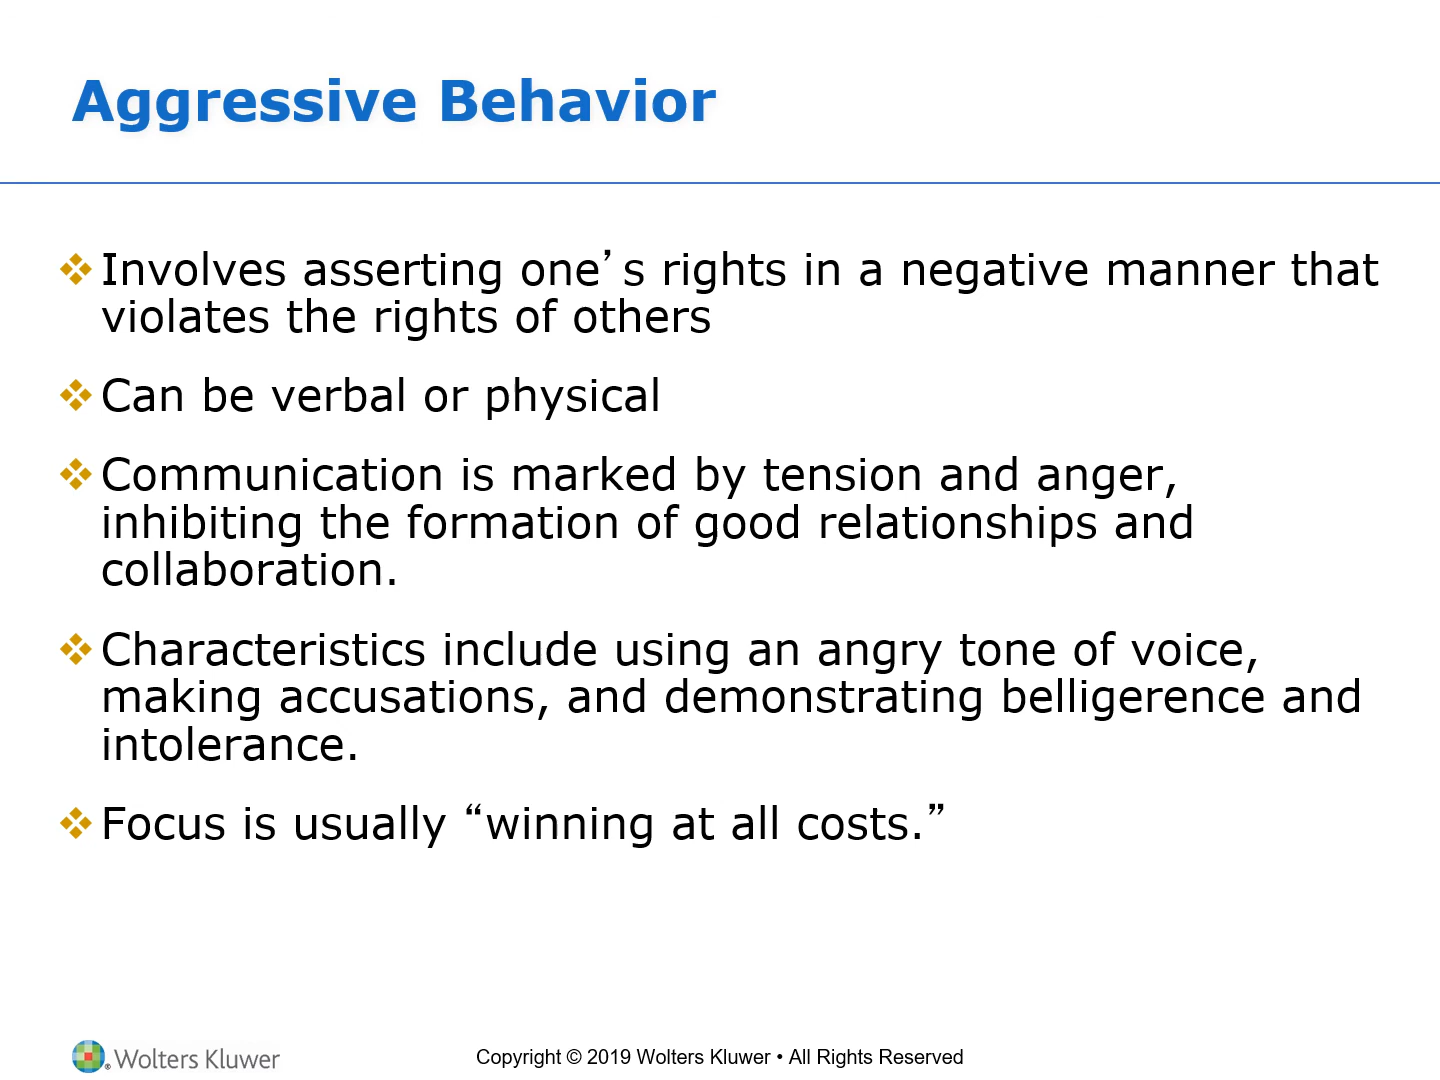 Aggressive Behavior
❖Involves asserting one’s rights in a negative manner that
violates the rights of others
❖Can be verbal or physical
❖Communication is marked by tension and anger,
inhibiting the formation of good relationships and
collaboration.
❖Characteristics include using an angry tone of voice,
making accusations, and demonstrating belligerence and
intolerance.
❖Focus is usually “winning at all costs.”
® Wolters Kluwer
Copyright © 2019 Wolters Kluwer • All Rights Reserved